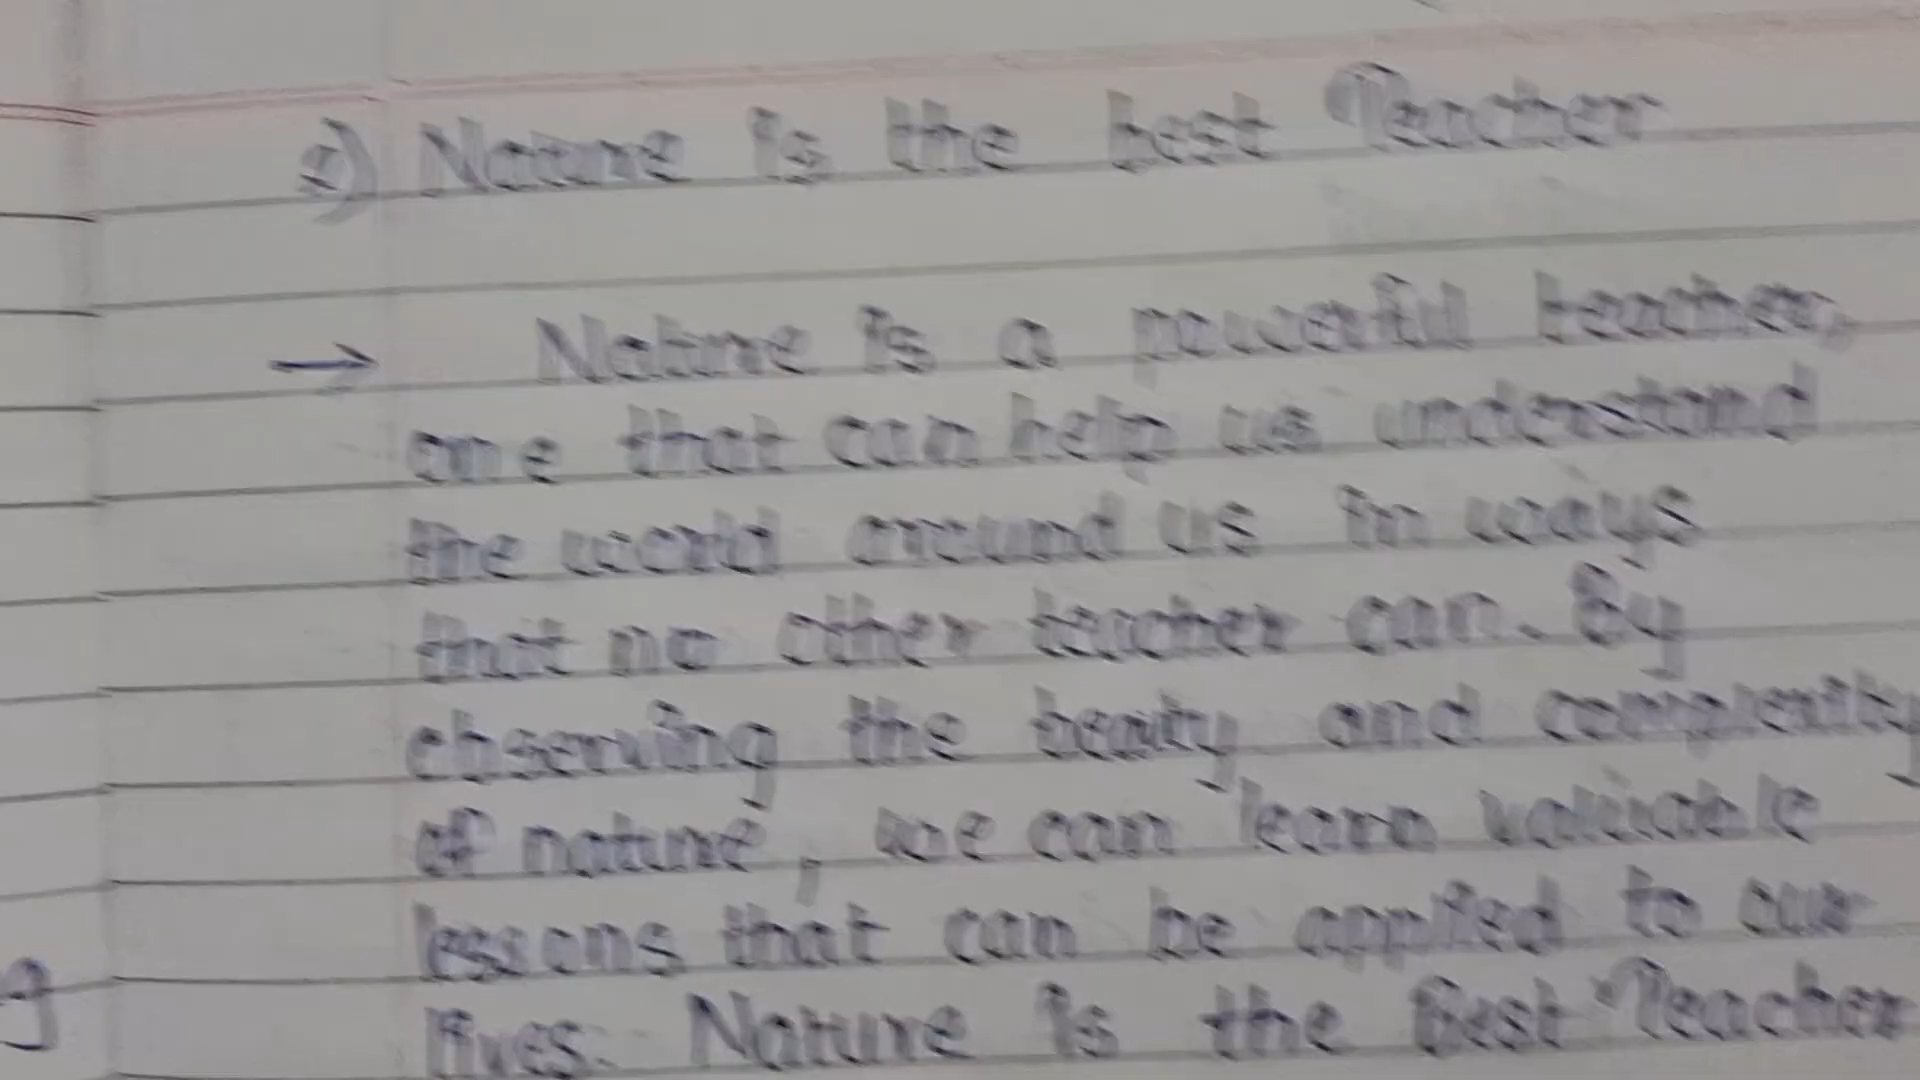 2) Nature is the best Teacher
→ Nature is a powerful teacher,
one that can help us understand
the world around us in ways
that no other teacher can. By
observing the beauty and complexity
of nature, we can learn valuable
lessons that can be applied to our
lives. Nature is the Best Teacher